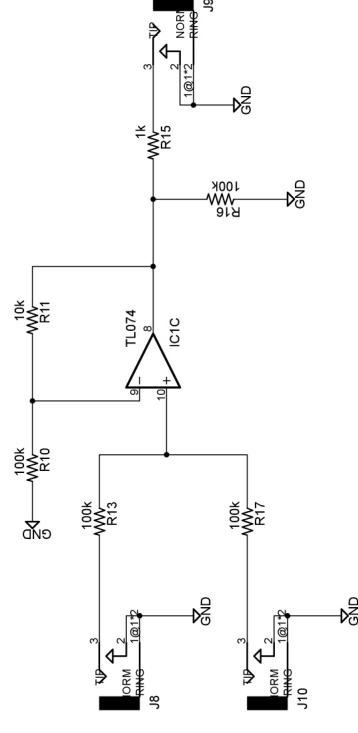 J9
TIP
NORM
RING
3
2
1@1*2
GND
1k
R15
100k
R16
GND
10k
R11
TL074
8
IC1C
9
−
10
+
100k
R10
GND
100k
R13
100k
R17
3
2
1@1*2
GND
TIP
NORM
RING
J8
3
2
1@1*2
GND
TIP
NORM
RING
J10